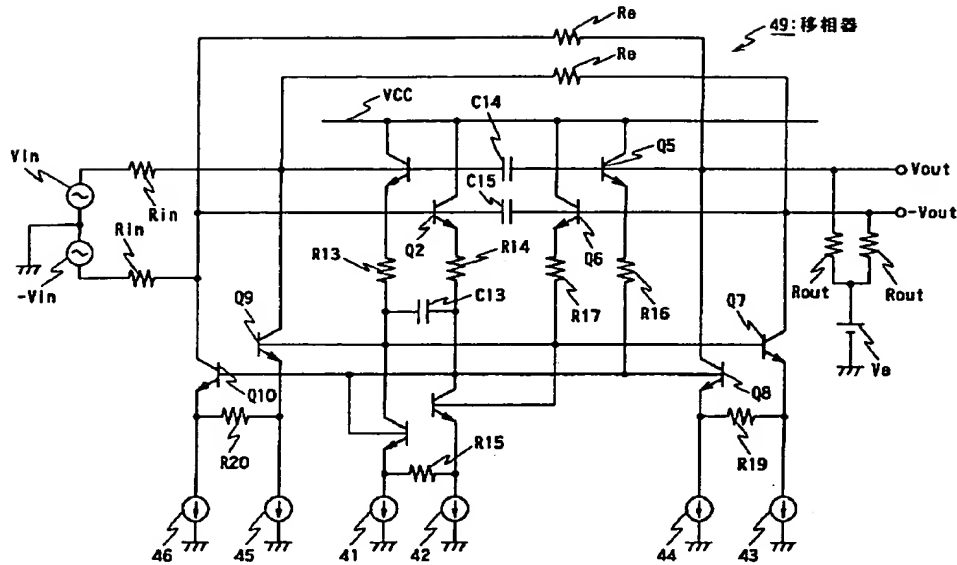 Re
49:移相器
Re
VCC
C14
Q5
Vin
Vout
C15
Rin
-Vout
Rin
Q2
R14
Q6
R13
Rout
Rout
-Vin
C13
R17
R16
Q9
Q7
Ve
Q10
Q8
R15
R20
R19
46
45
41
42
44
43